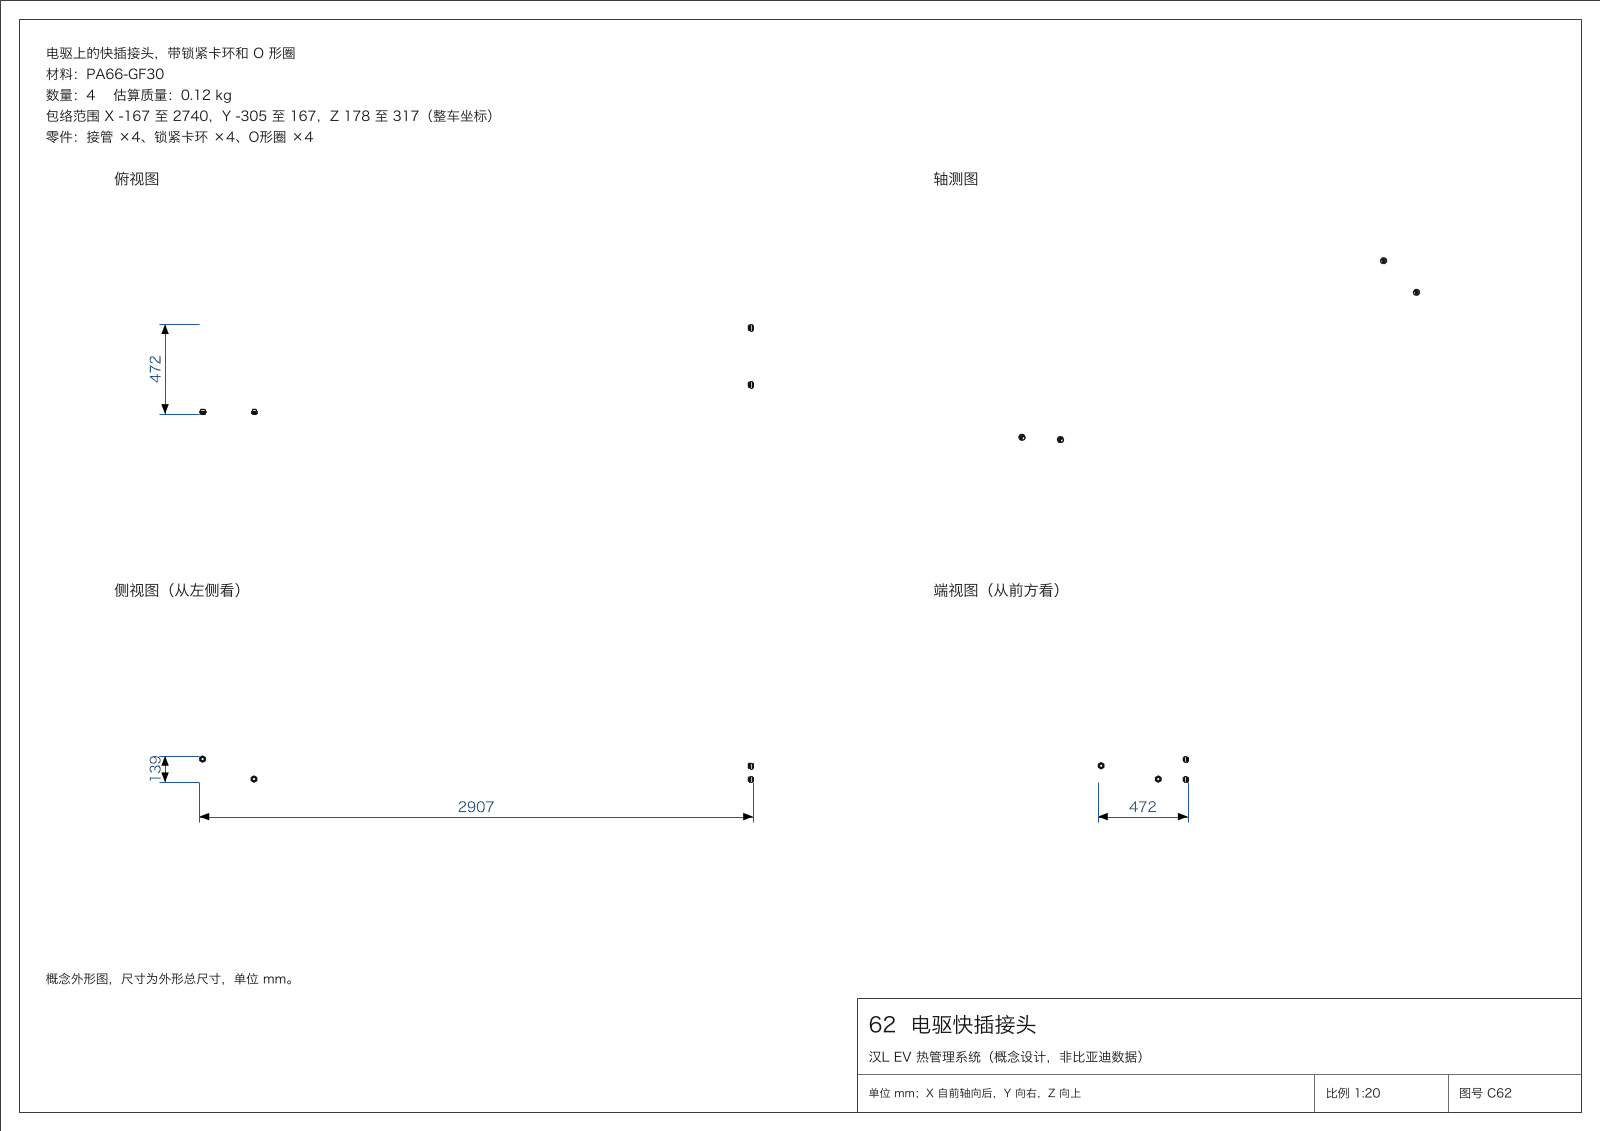 电驱上的快插接头，带锁紧卡环和 O 形圈
材料：PA66-GF30
数量：4　估算质量：0.12 kg
包络范围 X -167 至 2740，Y -305 至 167，Z 178 至 317（整车坐标）
零件：接管 ×4、锁紧卡环 ×4、O形圈 ×4
俯视图
轴测图
472
侧视图（从左侧看）
端视图（从前方看）
139
2907
472
概念外形图，尺寸为外形总尺寸，单位 mm。
62 电驱快插接头
汉L EV 热管理系统（概念设计，非比亚迪数据）
单位 mm；X 自前轴向后，Y 向右，Z 向上
比例 1:20
图号 C62